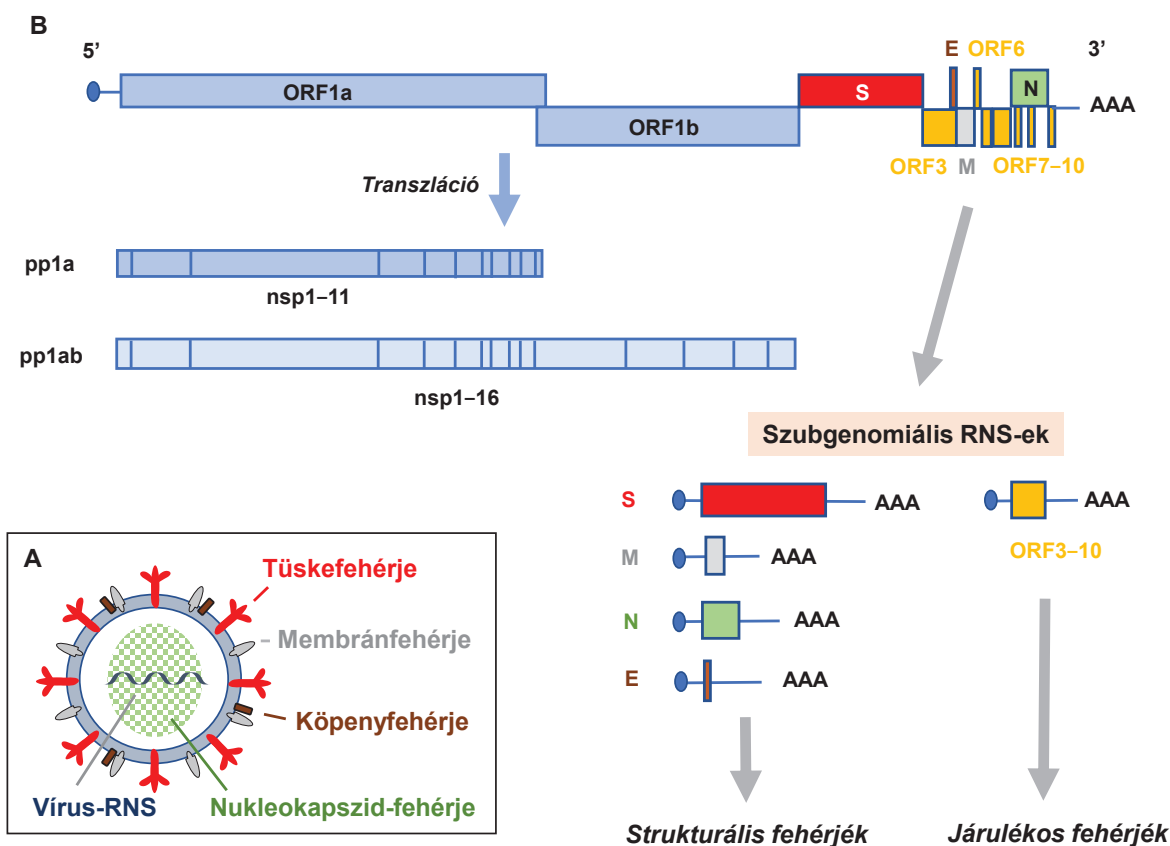 B
5’
E ORF6
3’
ORF1a
S
N
AAA
ORF1b
ORF3 M ORF7–10
Transzláció
pp1a
nsp1–11
pp1ab
nsp1–16
Szubgenomiális RNS-ek
S
AAA
AAA
ORF3–10
M
AAA
N
AAA
E
AAA
Strukturális fehérjék
Járulékos fehérjék
A
Tüskefehérje
Membránfehérje
Köpenyfehérje
Vírus-RNS
Nukleokapszid-fehérje